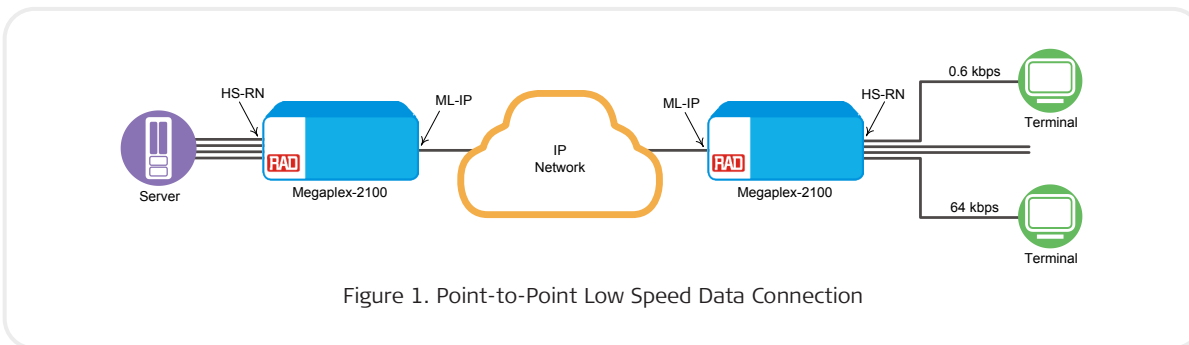 0.6 kbps
HS-RN
ML-IP
ML-IP
HS-RN
Terminal
RAD
IP
Network
RAD
Server
Megaplex-2100
Megaplex-2100
64 kbps
Terminal
Figure 1. Point-to-Point Low Speed Data Connection